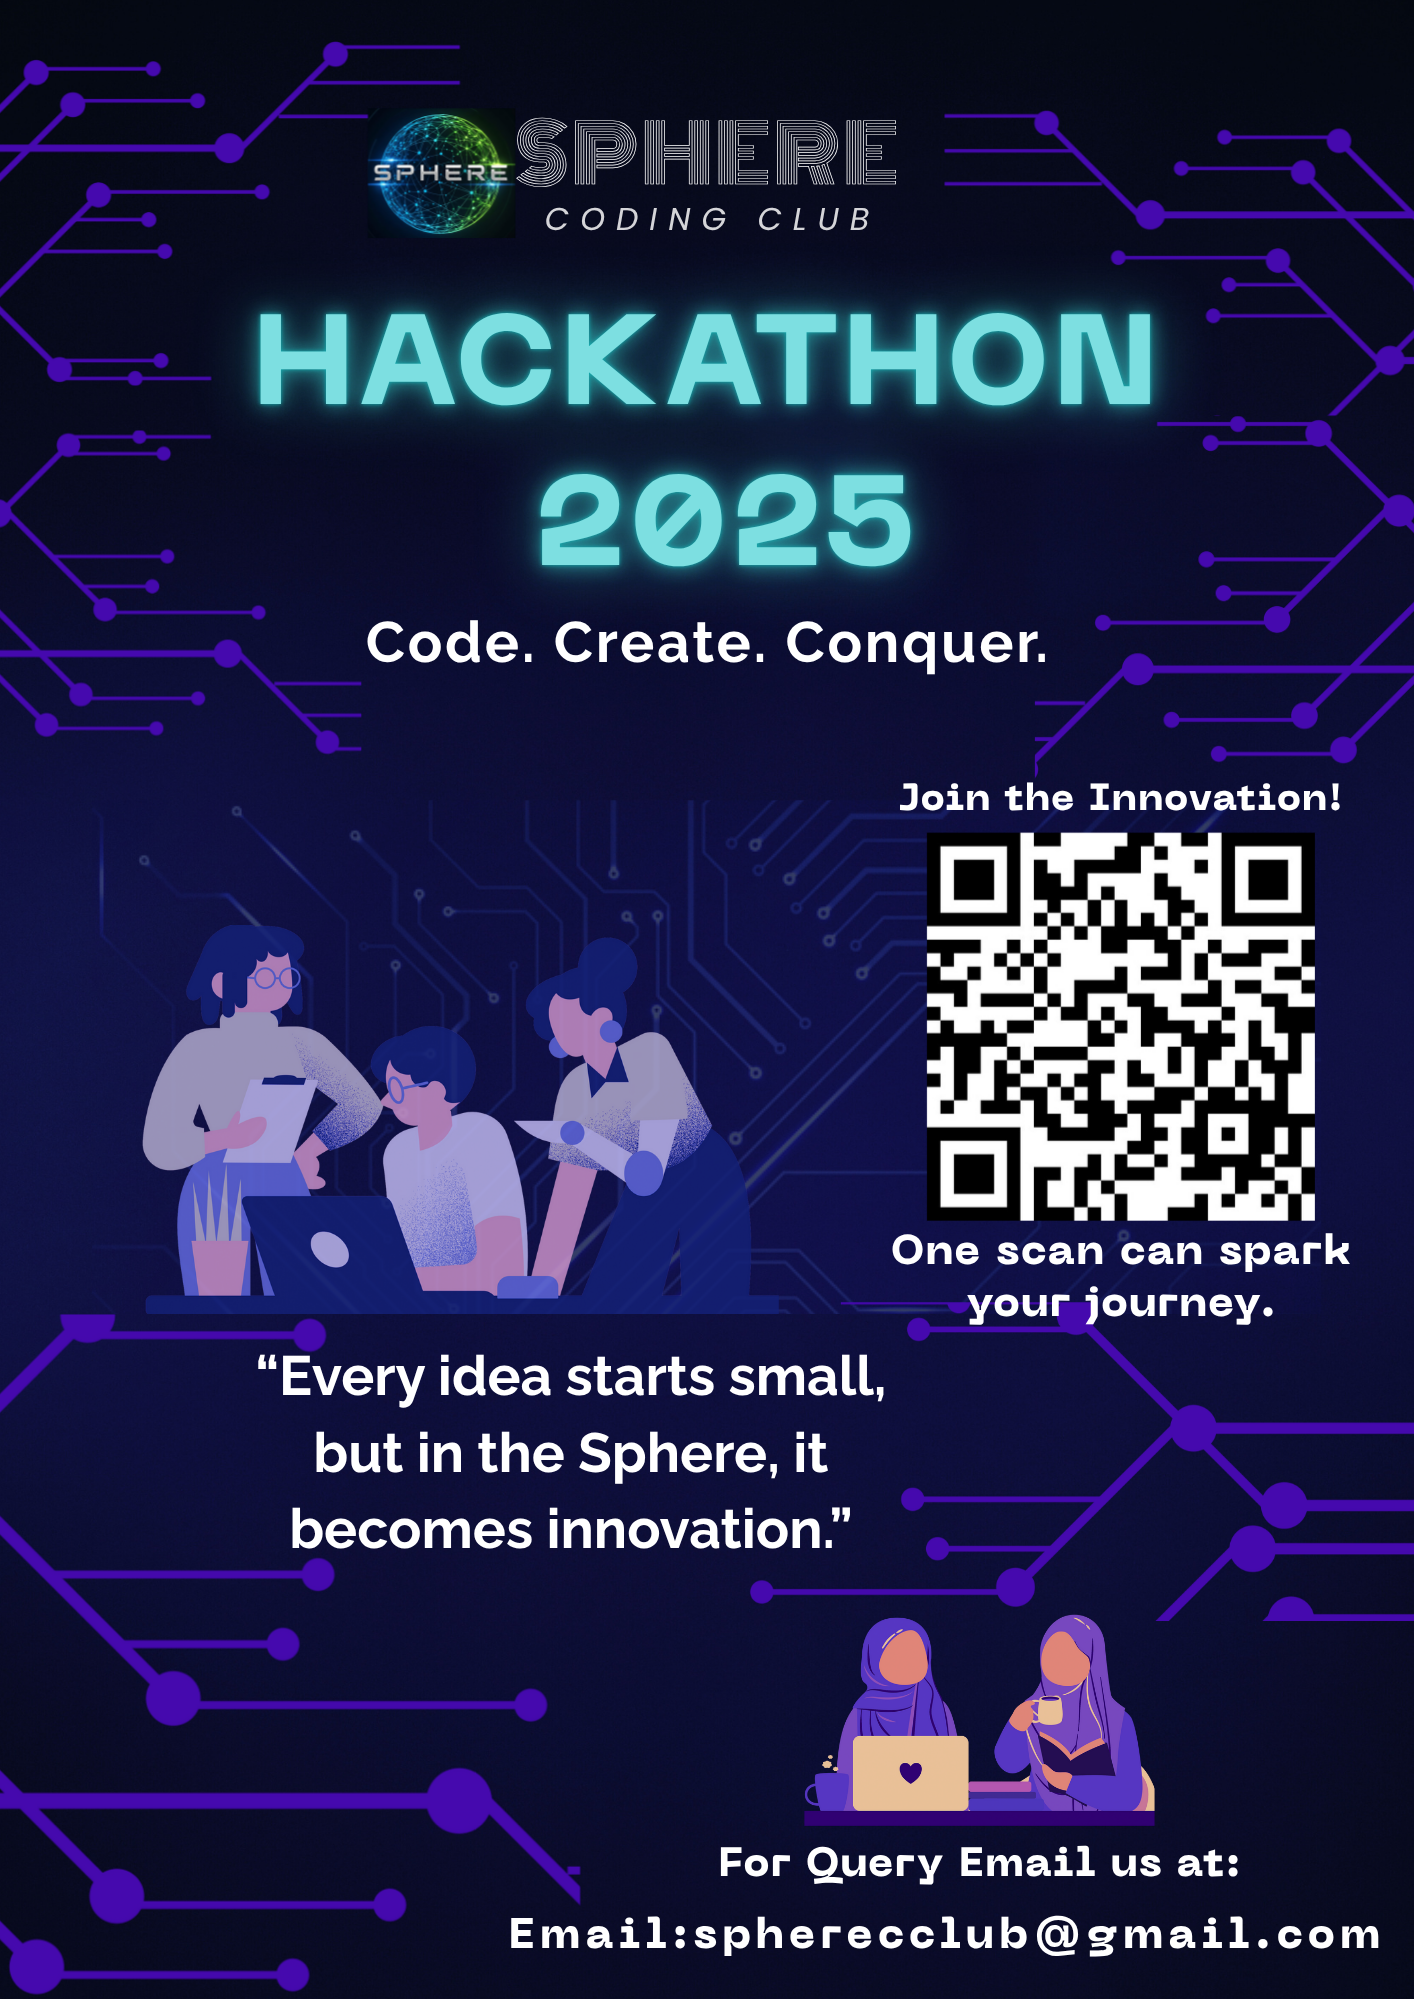 SPHERE
SPHERE
CODING CLUB
HACKATHON
2025
Code. Create. Conquer.
Join the Innovation!
One scan can spark
your journey.
“Every idea starts small,
but in the Sphere, it
becomes innovation.”
For Query Email us at:
Email:spherecclub@gmail.com